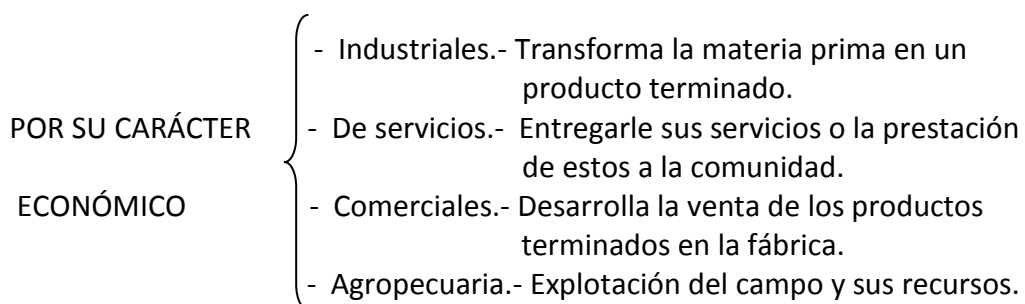 - Industriales.- Transforma la materia prima en un
producto terminado.
POR SU CARÁCTER - De servicios.- Entregarle sus servicios o la prestación
de estos a la comunidad.
ECONÓMICO - Comerciales.- Desarrolla la venta de los productos
terminados en la fábrica.
- Agropecuaria.- Explotación del campo y sus recursos.